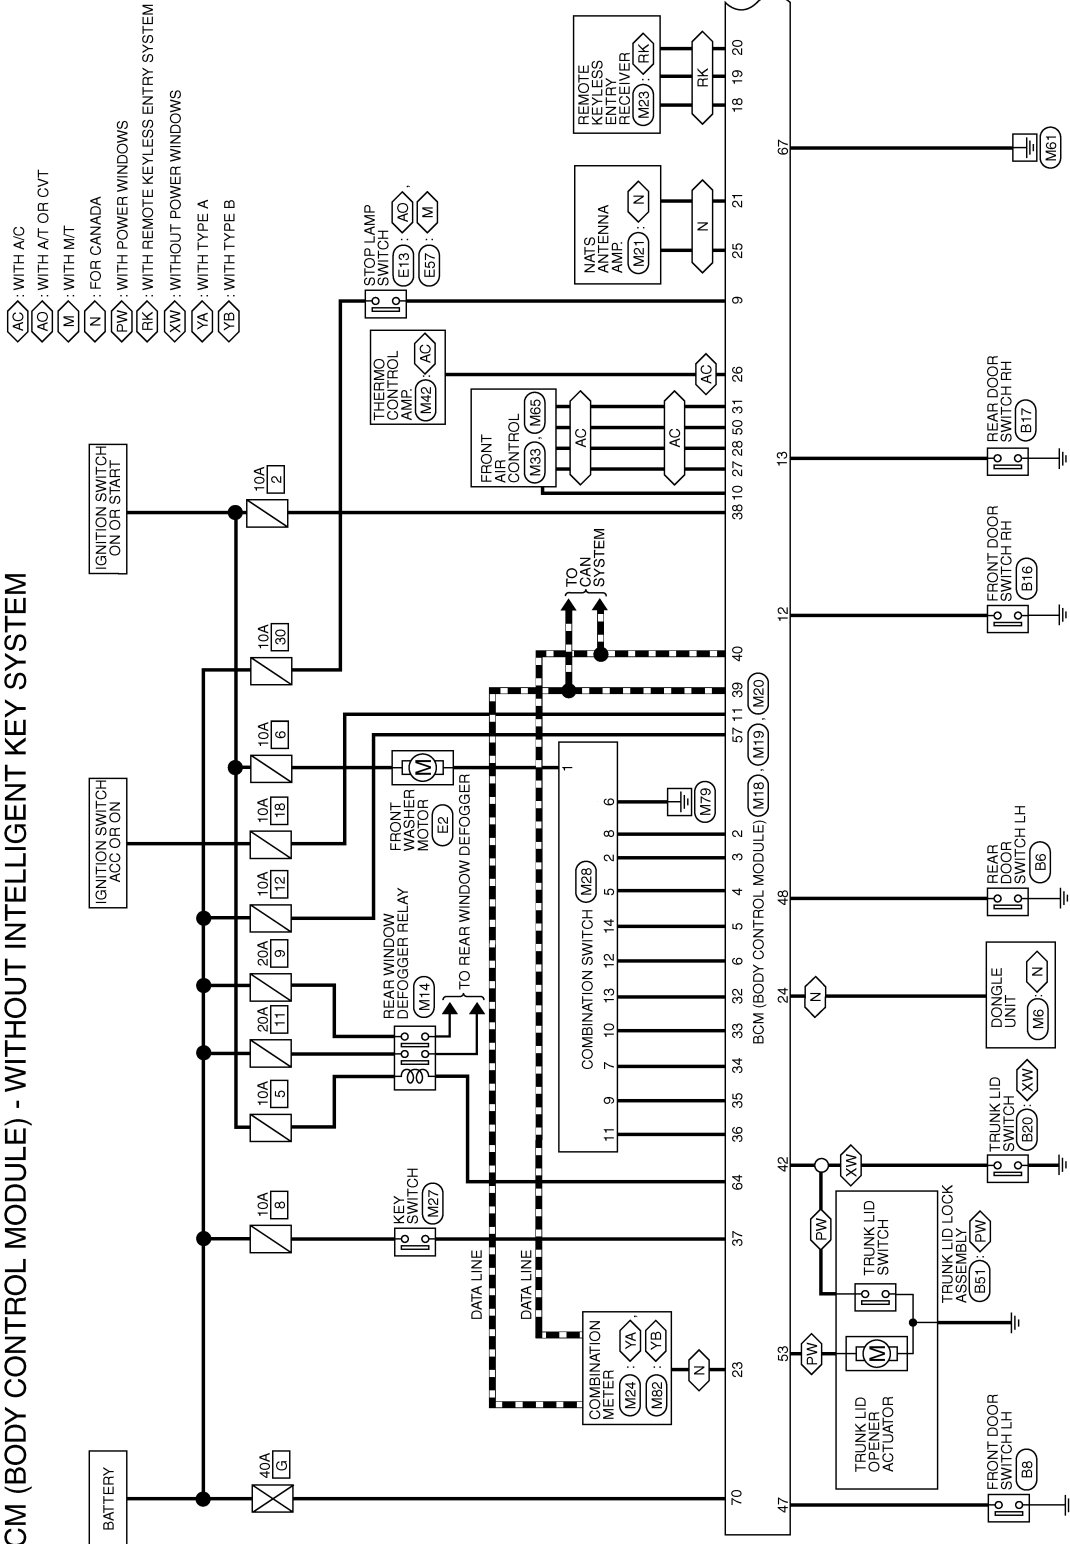 CM (BODY CONTROL MODULE) - WITHOUT INTELLIGENT KEY SYSTEM
AC : WITH A/C
AO : WITH A/T OR CVT
M : WITH M/T
N : FOR CANADA
PW : WITH POWER WINDOWS
RK : WITH REMOTE KEYLESS ENTRY SYSTEM
XW : WITHOUT POWER WINDOWS
YA : WITH TYPE A
YB : WITH TYPE B
BATTERY
IGNITION SWITCH
ACC OR ON
IGNITION SWITCH
ON OR START
40A
G
10A
8
10A
5
20A
11
20A
9
10A
12
10A
18
10A
6
10A
30
10A
2
KEY
SWITCH
M27
REAR WINDOW
DEFOGGER RELAY
M14
TO REAR WINDOW DEFOGGER
FRONT
WASHER
MOTOR
E2
M
STOP LAMP
SWITCH
E13 : AO ,
E57 : M
THERMO
CONTROL
AMP.
M42 : AC
FRONT
AIR
CONTROL
M33 , M65
AC
AC
AC
NATS
ANTENNA
AMP.
M21 : N
N
REMOTE
KEYLESS
ENTRY
RECEIVER
M23 : RK
RK
DATA LINE
DATA LINE
TO
CAN
SYSTEM
COMBINATION
METER
M24 : YA ,
M82 : YB
N
COMBINATION SWITCH M28
11 9 7 10 13 12 14 5 2 8 6 1
M79
70 23 37 64 36 35 34 33 32 6 5 4 3 2 57 11 39 40 38 10 27 28 50 31 26 9 25 21 18 19 20
BCM (BODY CONTROL MODULE) M18 , M19 , M20
47 53 42 24 48 12 13 67
PW
PW
XW
N
M61
TRUNK LID
OPENER
ACTUATOR
M
TRUNK LID
SWITCH
TRUNK LID LOCK
ASSEMBLY
B51 : PW
FRONT DOOR
SWITCH LH
B8
TRUNK LID
SWITCH
B20 : XW
DONGLE
UNIT
M6 : N
REAR
DOOR
SWITCH LH
B6
FRONT DOOR
SWITCH RH
B16
REAR DOOR
SWITCH RH
B17